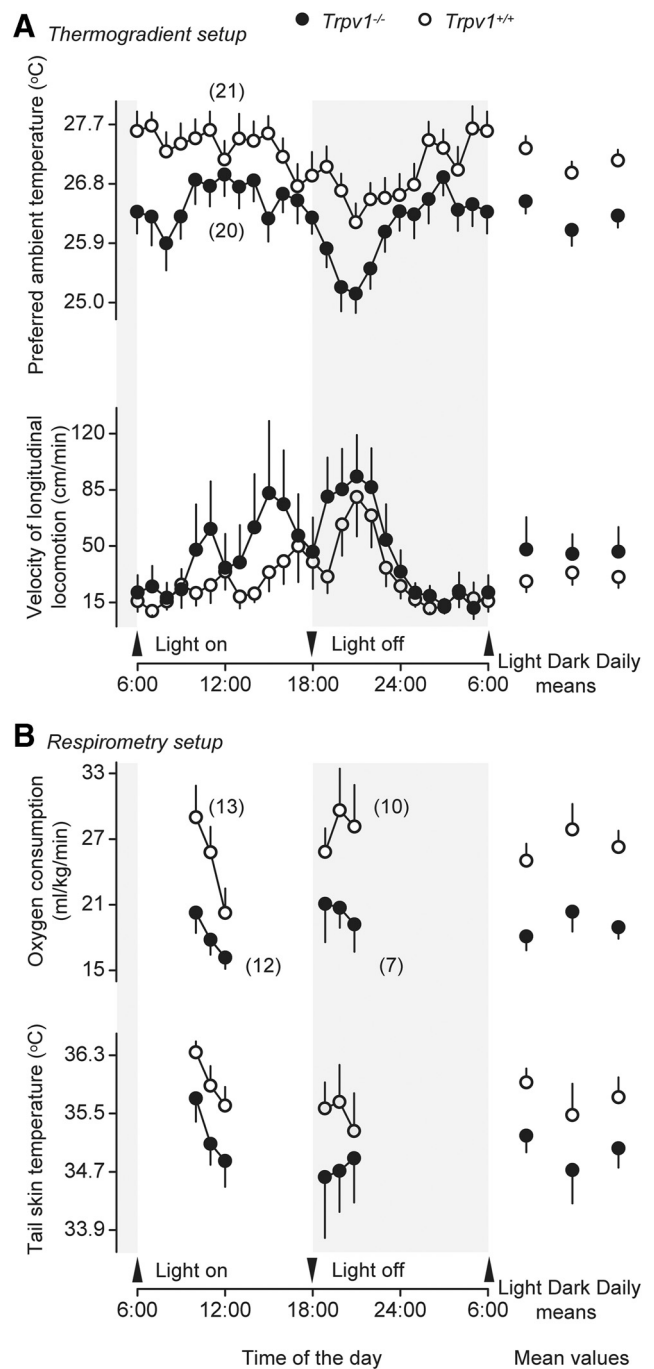 A Thermogradient setup
Trpv1-/- Trpv1+/+
Preferred ambient temperature (oC)
27.7
26.8
25.9
25.0
(21)
(20)
Velocity of longitudinal
locomotion (cm/min)
120
85
50
15
Light on Light off
6:00 12:00 18:00 24:00 6:00
Light Dark Daily
means
B Respirometry setup
Oxygen consumption
(ml/kg/min)
33
27
21
15
(13) (10)
(12) (7)
Tail skin temperature (oC)
36.3
35.5
34.7
33.9
Light on Light off
6:00 12:00 18:00 24:00 6:00
Light Dark Daily
means
Time of the day Mean values